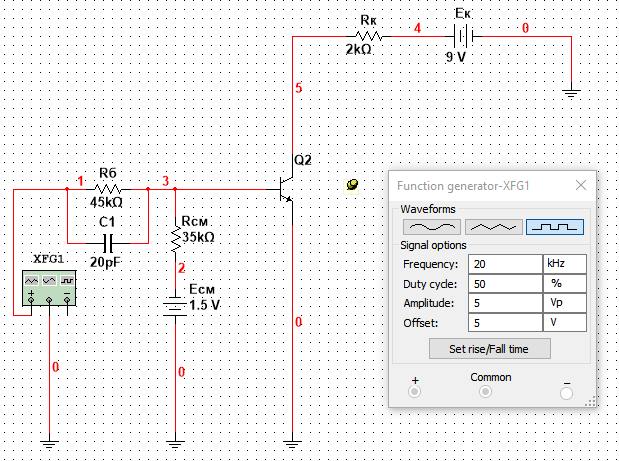 Rк
2kΩ
4
Eк
0
9 V
5
Q2
1
R6
45kΩ
3
C1
20pF
Rсм
35kΩ
2
Eсм
1.5 V
XFG1
0
0
0
Function generator-XFG1
Waveforms
Signal options
Frequency: 20 kHz
Duty cycle: 50 %
Amplitude: 5 Vp
Offset: 5 V
Set rise/Fall time
+ Common −